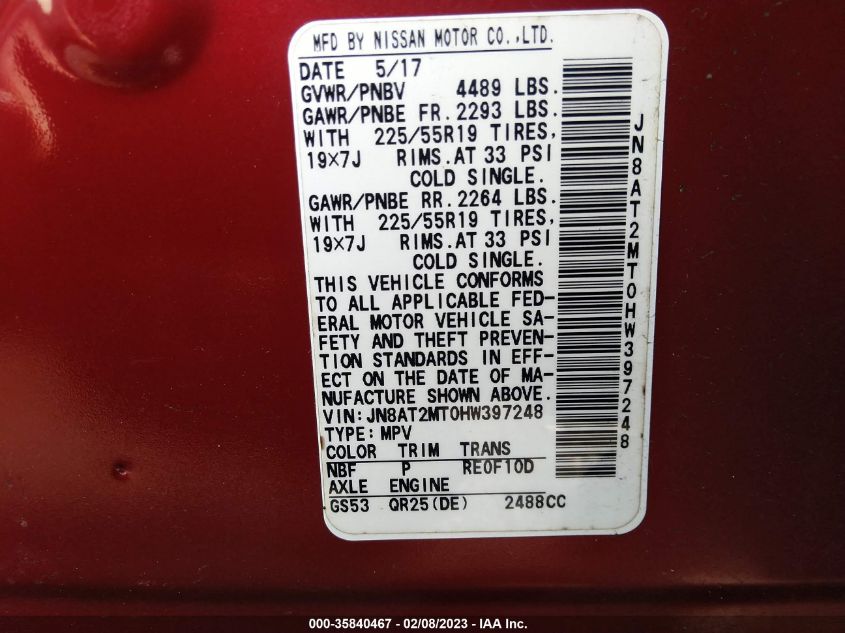 MFD BY NISSAN MOTOR CO.,LTD.
DATE 5/17
GVWR/PNBV 4489 LBS.
GAWR/PNBE FR.2293 LBS.
WITH 225/55R19 TIRES,
19×7J RIMS.AT 33 PSI
COLD SINGLE.
GAWR/PNBE RR.2264 LBS.
WITH 225/55R19 TIRES,
19×7J RIMS.AT 33 PSI
COLD SINGLE.
THIS VEHICLE CONFORMS
TO ALL APPLICABLE FED-
ERAL MOTOR VEHICLE SA-
FETY AND THEFT PREVEN-
TION STANDARDS IN EFF-
ECT ON THE DATE OF MA-
NUFACTURE SHOWN ABOVE.
VIN:JN8AT2MT0HW397248
TYPE:MPV
COLOR TRIM TRANS
NBF P RE0F10D
AXLE ENGINE
GS53 QR25(DE) 2488CC
JN8AT2MT0HW397248
000-35840467 — 02/08/2023 — IAA Inc.